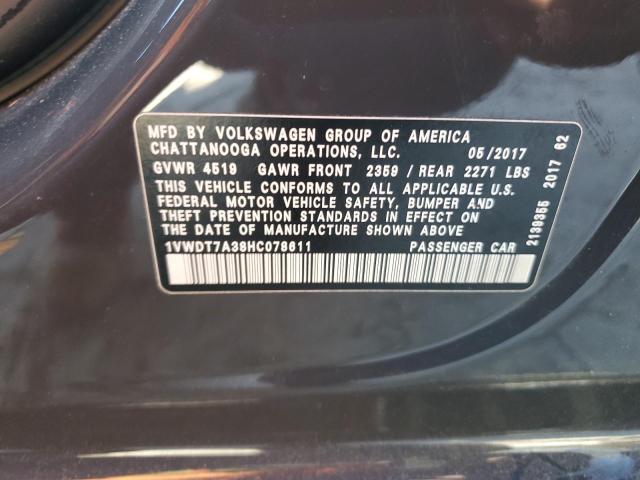 MFD BY VOLKSWAGEN GROUP OF AMERICA
CHATTANOOGA OPERATIONS, LLC. 05/2017
GVWR 4519 GAWR FRONT 2359 / REAR 2271 LBS
THIS VEHICLE CONFORMS TO ALL APPLICABLE U.S.
FEDERAL MOTOR VEHICLE SAFETY, BUMPER AND
THEFT PREVENTION STANDARDS IN EFFECT ON
THE DATE OF MANUFACTURE SHOWN ABOVE
1VWDT7A38HC078611 PASSENGER CAR
2139355 2017 62